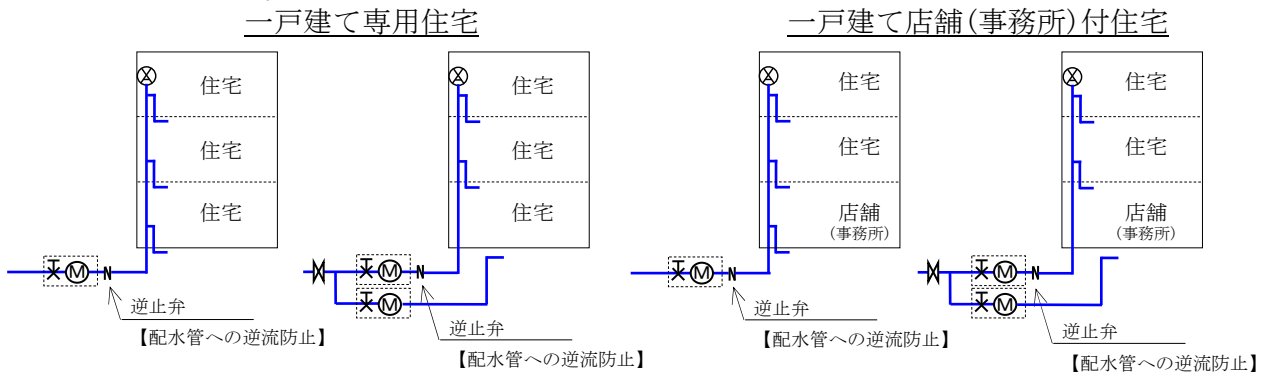 一戸建て専用住宅
一戸建て店舗(事務所)付住宅
住宅
住宅
住宅
M
N
逆止弁
【配水管への逆流防止】
住宅
住宅
住宅
M
N
M
逆止弁
【配水管への逆流防止】
住宅
住宅
店舗
(事務所)
M
N
逆止弁
【配水管への逆流防止】
住宅
住宅
店舗
(事務所)
M
N
M
逆止弁
【配水管への逆流防止】